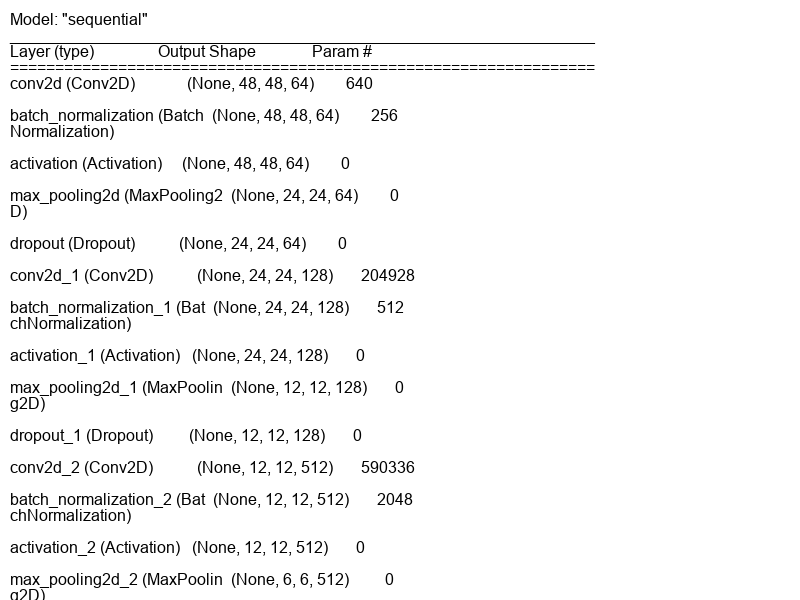 Model: "sequential"
_________________________________________________________________
Layer (type) Output Shape Param #
=================================================================
conv2d (Conv2D) (None, 48, 48, 64) 640
batch_normalization (Batch (None, 48, 48, 64) 256
Normalization)
activation (Activation) (None, 48, 48, 64) 0
max_pooling2d (MaxPooling2 (None, 24, 24, 64) 0
D)
dropout (Dropout) (None, 24, 24, 64) 0
conv2d_1 (Conv2D) (None, 24, 24, 128) 204928
batch_normalization_1 (Bat (None, 24, 24, 128) 512
chNormalization)
activation_1 (Activation) (None, 24, 24, 128) 0
max_pooling2d_1 (MaxPoolin (None, 12, 12, 128) 0
g2D)
dropout_1 (Dropout) (None, 12, 12, 128) 0
conv2d_2 (Conv2D) (None, 12, 12, 512) 590336
batch_normalization_2 (Bat (None, 12, 12, 512) 2048
chNormalization)
activation_2 (Activation) (None, 12, 12, 512) 0
max_pooling2d_2 (MaxPoolin (None, 6, 6, 512) 0
g2D)